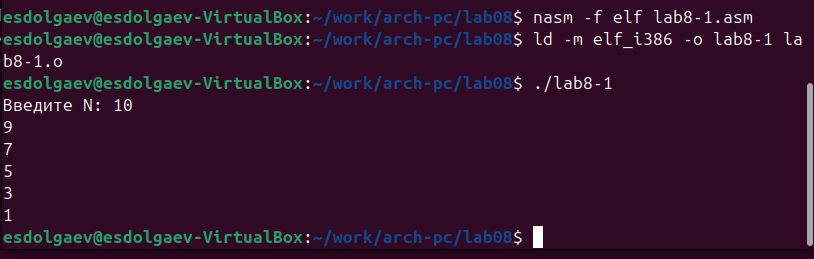 esdolgaev@esdolgaev-VirtualBox:~/work/arch-pc/lab08$ nasm -f elf lab8-1.asm
esdolgaev@esdolgaev-VirtualBox:~/work/arch-pc/lab08$ ld -m elf_i386 -o lab8-1 la
b8-1.o
esdolgaev@esdolgaev-VirtualBox:~/work/arch-pc/lab08$ ./lab8-1
Введите N: 10
9
7
5
3
1
esdolgaev@esdolgaev-VirtualBox:~/work/arch-pc/lab08$